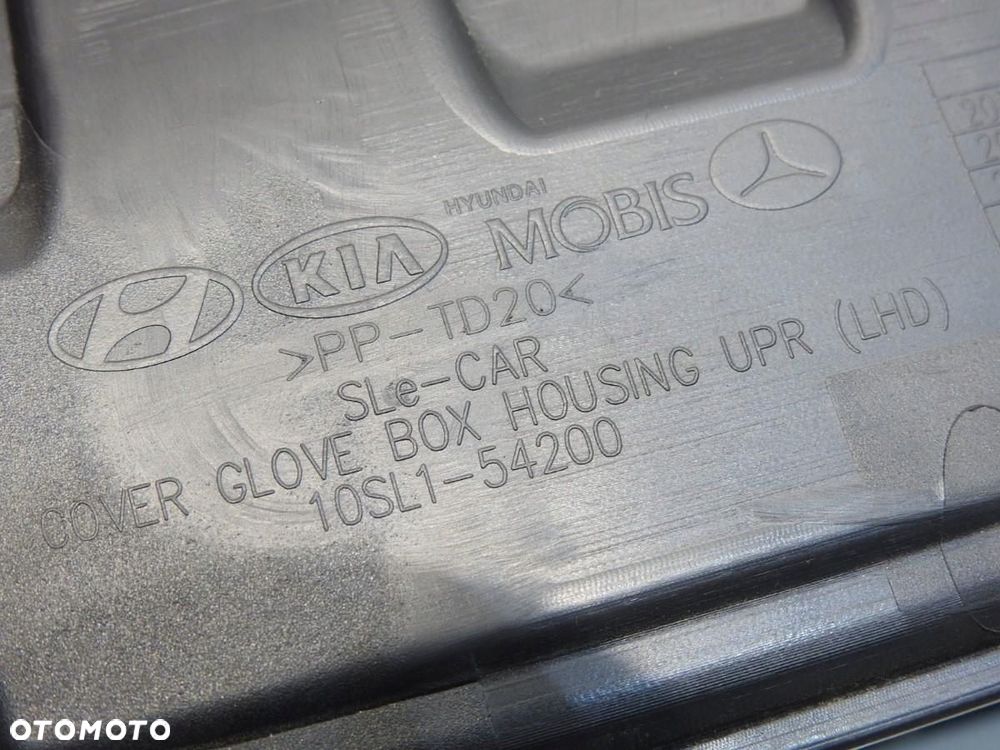 HYUNDAI
KIA MOBIS
>PP-TD20<
SLe-CAR
COVER GLOVE BOX HOUSING UPR (LHD)
10SL1-54200
OTOMOTO